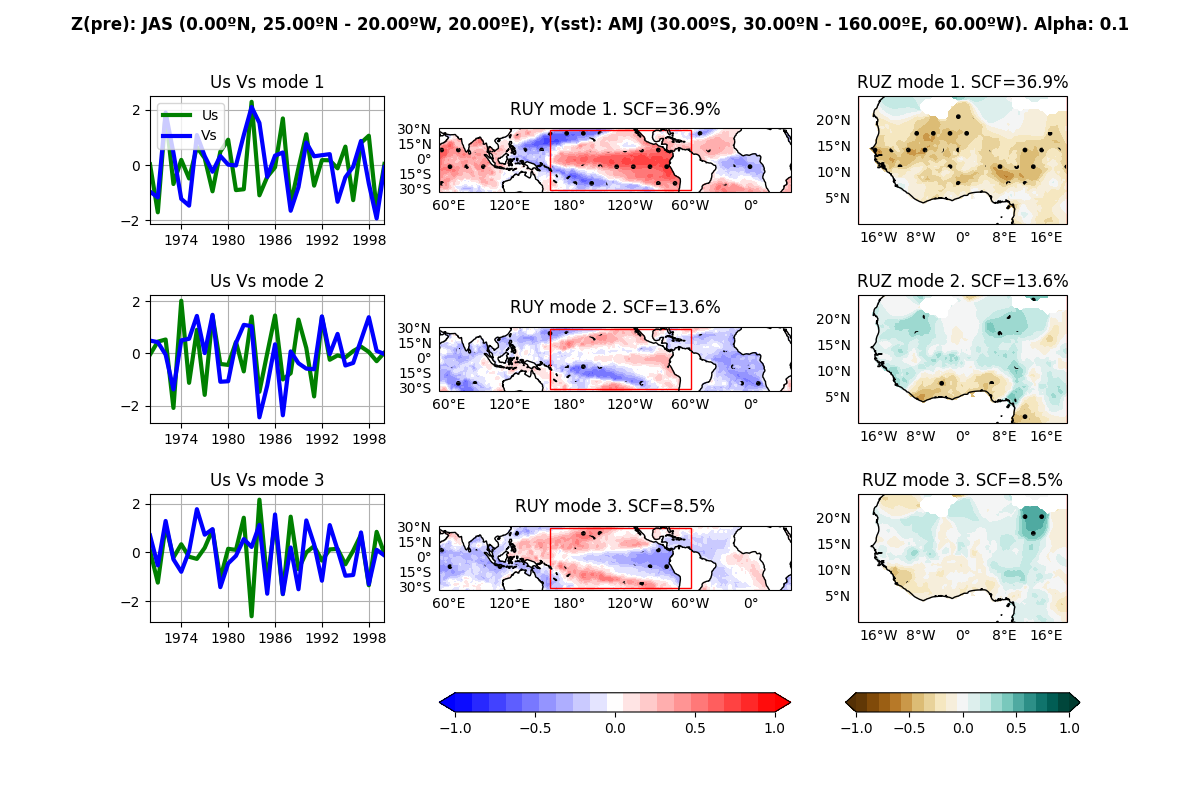 Z(pre): JAS (0.00ºN, 25.00ºN - 20.00ºW, 20.00ºE), Y(sst): AMJ (30.00ºS, 30.00ºN - 160.00ºE, 60.00ºW). Alpha: 0.1
Us Vs mode 1
2
0
−2
1974 1980 1986 1992 1998
Us
Vs
RUY mode 1. SCF=36.9%
30°N
15°N
0°
15°S
30°S
60°E 120°E 180° 120°W 60°W 0°
RUZ mode 1. SCF=36.9%
20°N
15°N
10°N
5°N
16°W 8°W 0° 8°E 16°E
Us Vs mode 2
2
0
−2
1974 1980 1986 1992 1998
RUY mode 2. SCF=13.6%
30°N
15°N
0°
15°S
30°S
60°E 120°E 180° 120°W 60°W 0°
RUZ mode 2. SCF=13.6%
20°N
15°N
10°N
5°N
16°W 8°W 0° 8°E 16°E
Us Vs mode 3
2
0
−2
1974 1980 1986 1992 1998
RUY mode 3. SCF=8.5%
30°N
15°N
0°
15°S
30°S
60°E 120°E 180° 120°W 60°W 0°
RUZ mode 3. SCF=8.5%
20°N
15°N
10°N
5°N
16°W 8°W 0° 8°E 16°E
−1.0 −0.5 0.0 0.5 1.0
−1.0 −0.5 0.0 0.5 1.0